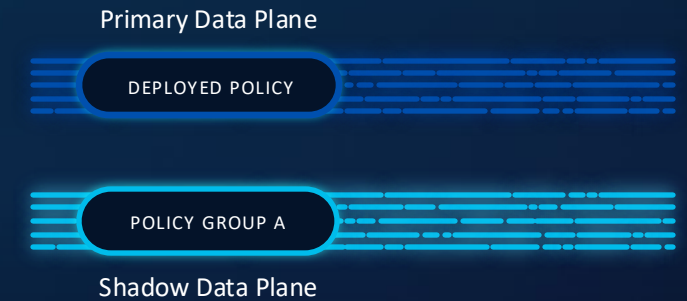 Primary Data Plane
DEPLOYED POLICY
POLICY GROUP A
Shadow Data Plane